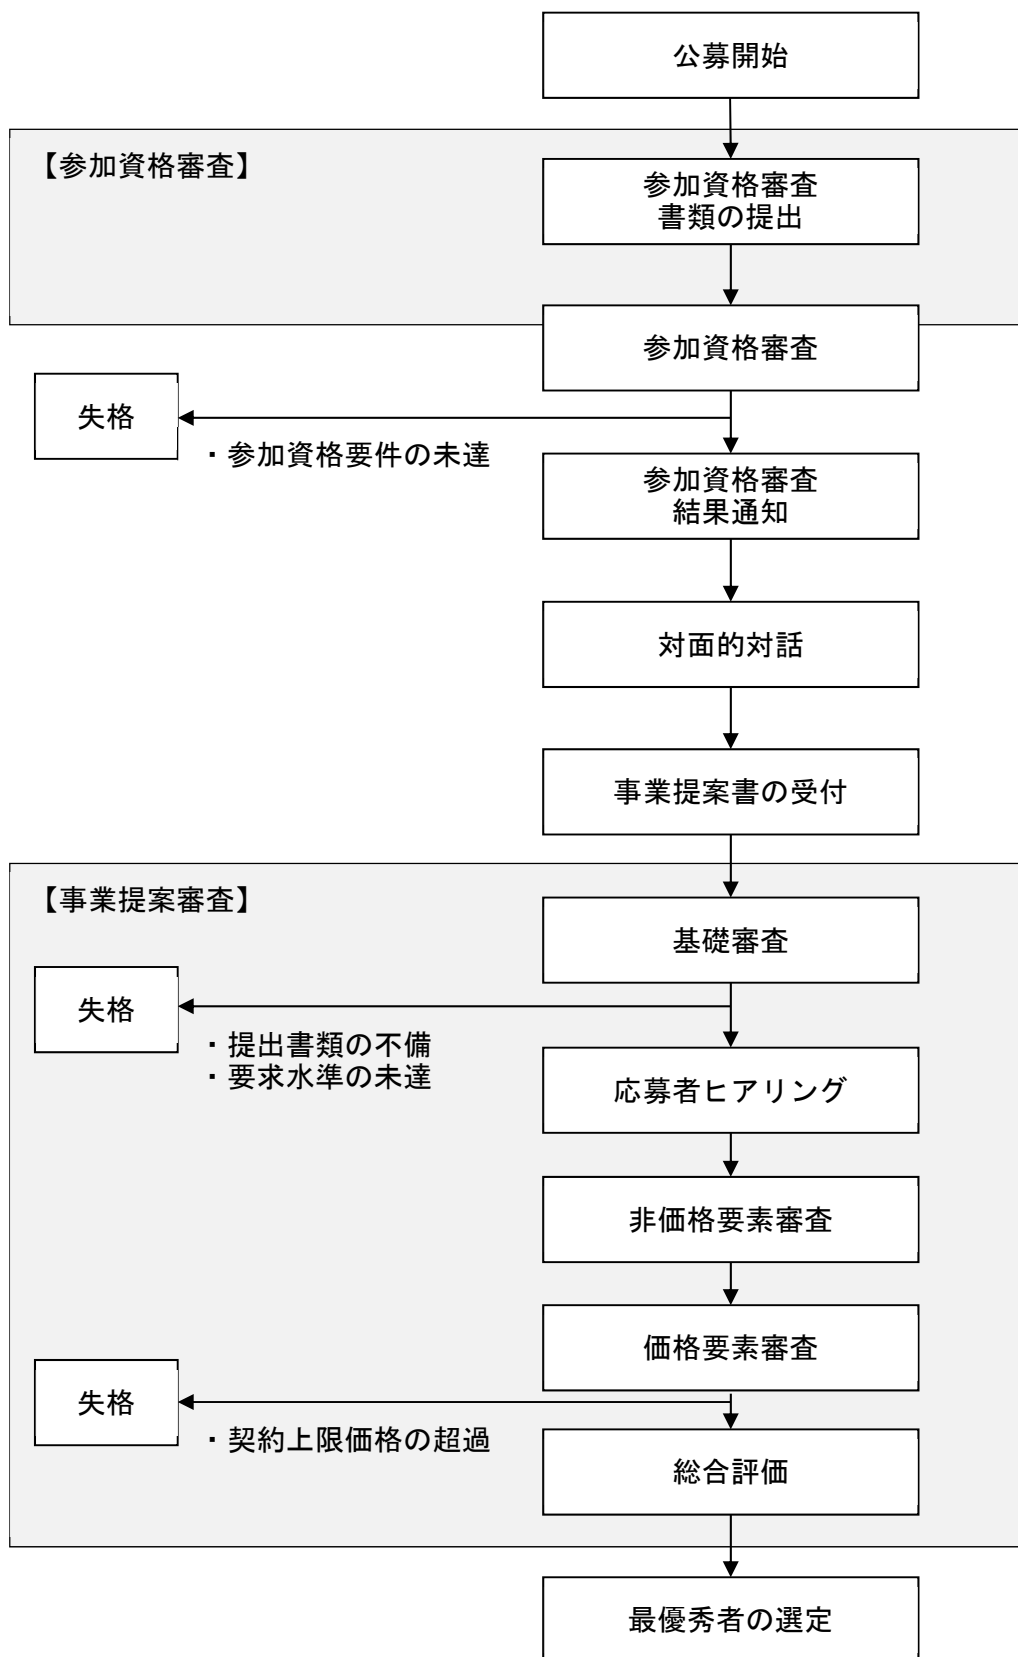 公募開始
【参加資格審査】
参加資格審査
書類の提出
参加資格審査
失格
・参加資格要件の未達
参加資格審査
結果通知
対面的対話
事業提案書の受付
【事業提案審査】
基礎審査
失格
・提出書類の不備
・要求水準の未達
応募者ヒアリング
非価格要素審査
価格要素審査
失格
・契約上限価格の超過
総合評価
最優秀者の選定